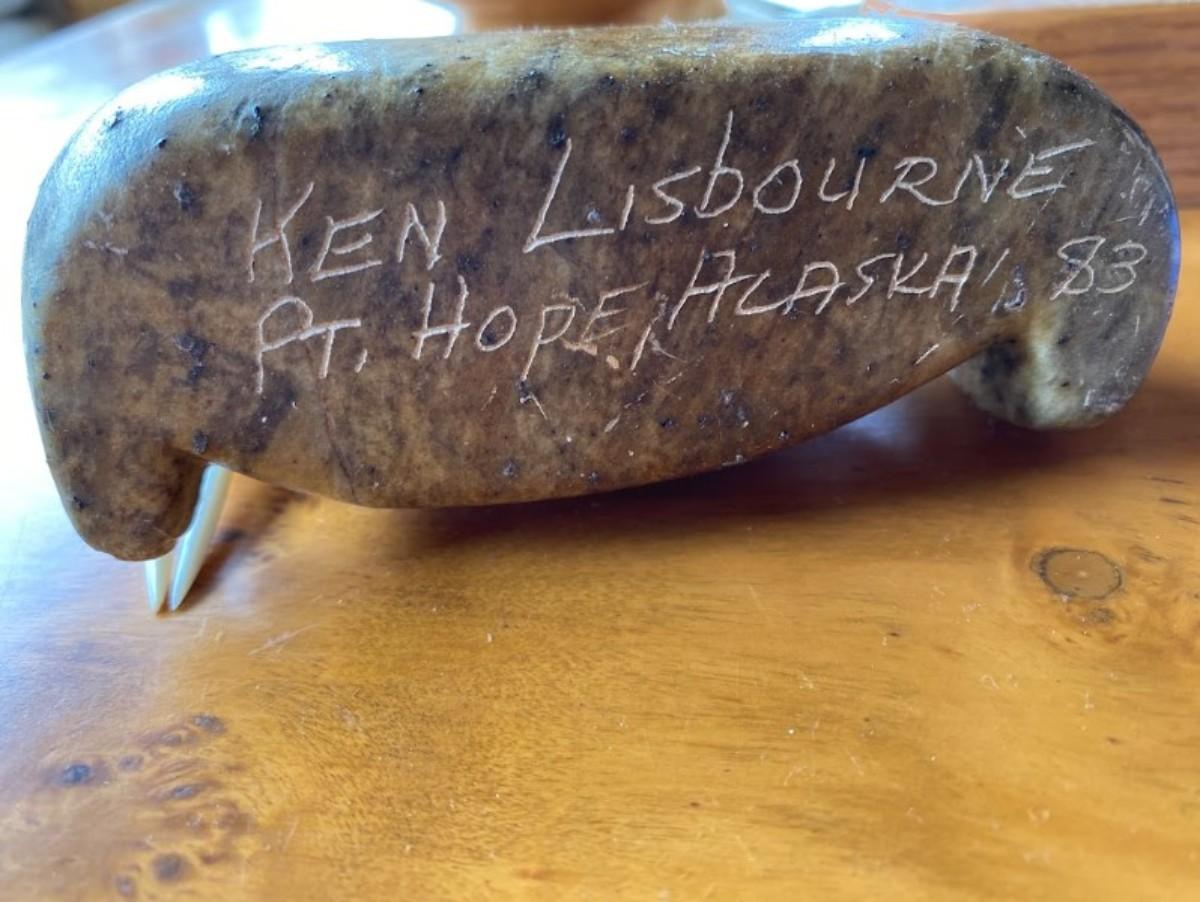 KEN LISBOURNE
PT. HOPE, ALASKA, 83